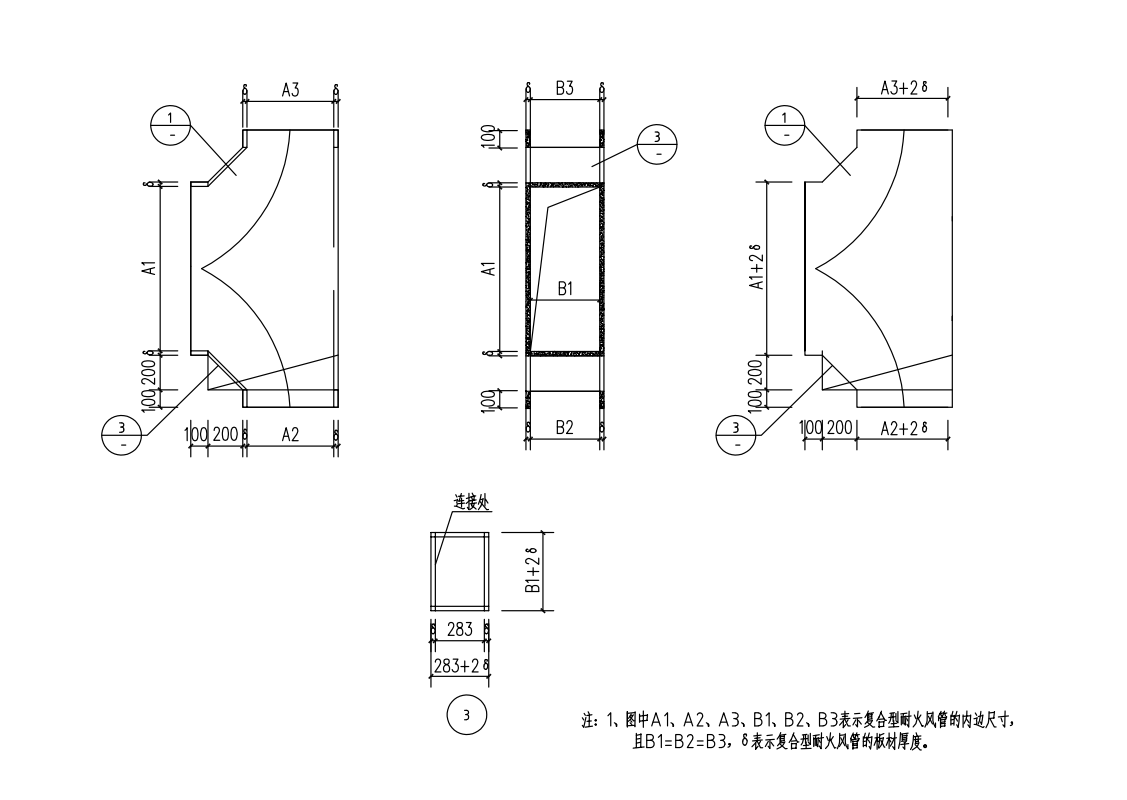 δ A3 δ
1
-
δ
A1
δ
200
100
3
-
100 200 δ A2 δ
δ B3 δ
100
3
-
δ
A1
B1
δ
100
δ B2 δ
A3+2δ
1
-
A1+2δ
200
100
3
-
100 200 A2+2δ
连接处
B1+2δ
δ 283 δ
283+2δ
3
注：1、图中A1、A2、A3、B1、B2、B3表示复合型耐火风管的内边尺寸，
且B1=B2=B3，δ表示复合型耐火风管的板材厚度。